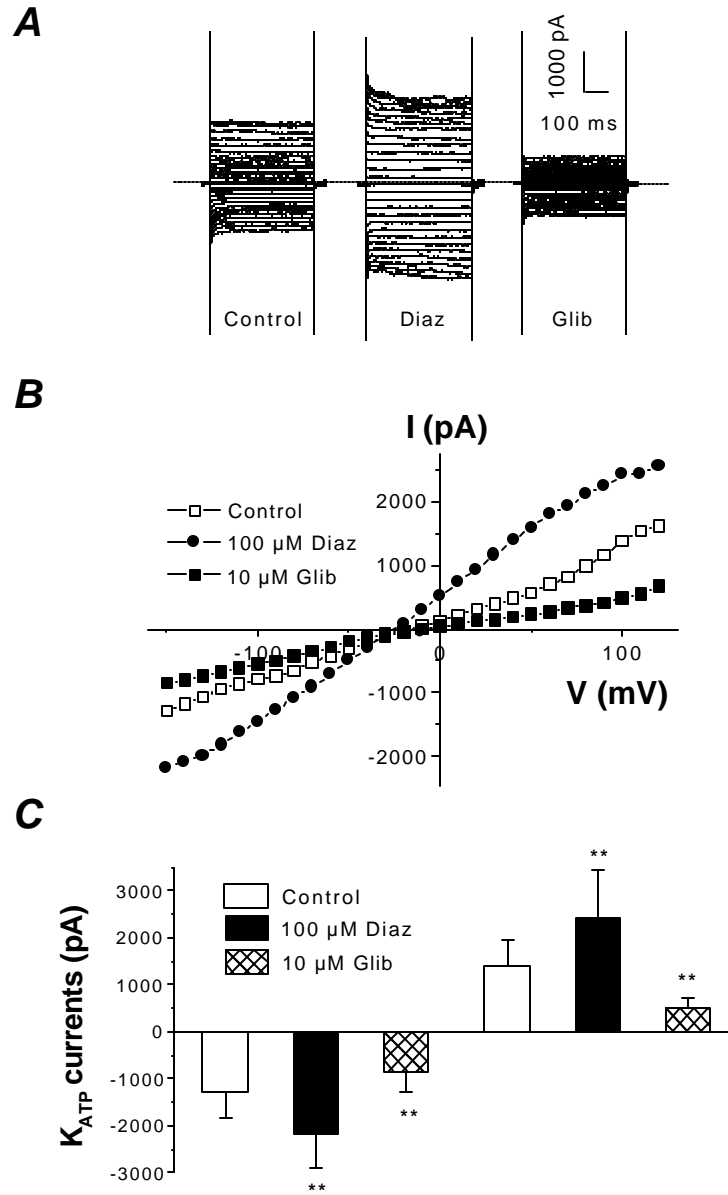 A
1000 pA
100 ms
Control Diaz Glib
B
I (pA)
Control
100 µM Diaz
10 µM Glib
2000
1000
-100 0 100
V (mV)
-1000
-2000
C
K_ATP currents (pA)
3000
2000
1000
0
-1000
-2000
-3000
Control
100 µM Diaz
10 µM Glib
**
**
**
**